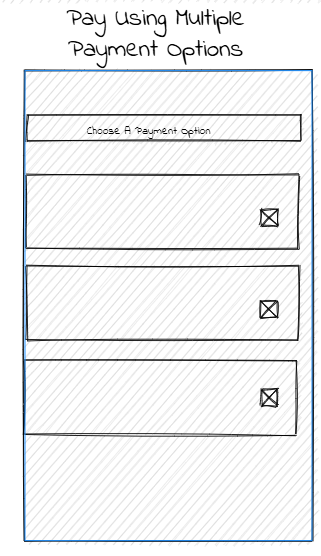 Pay Using Multiple
Payment Options
Choose A Payment Option